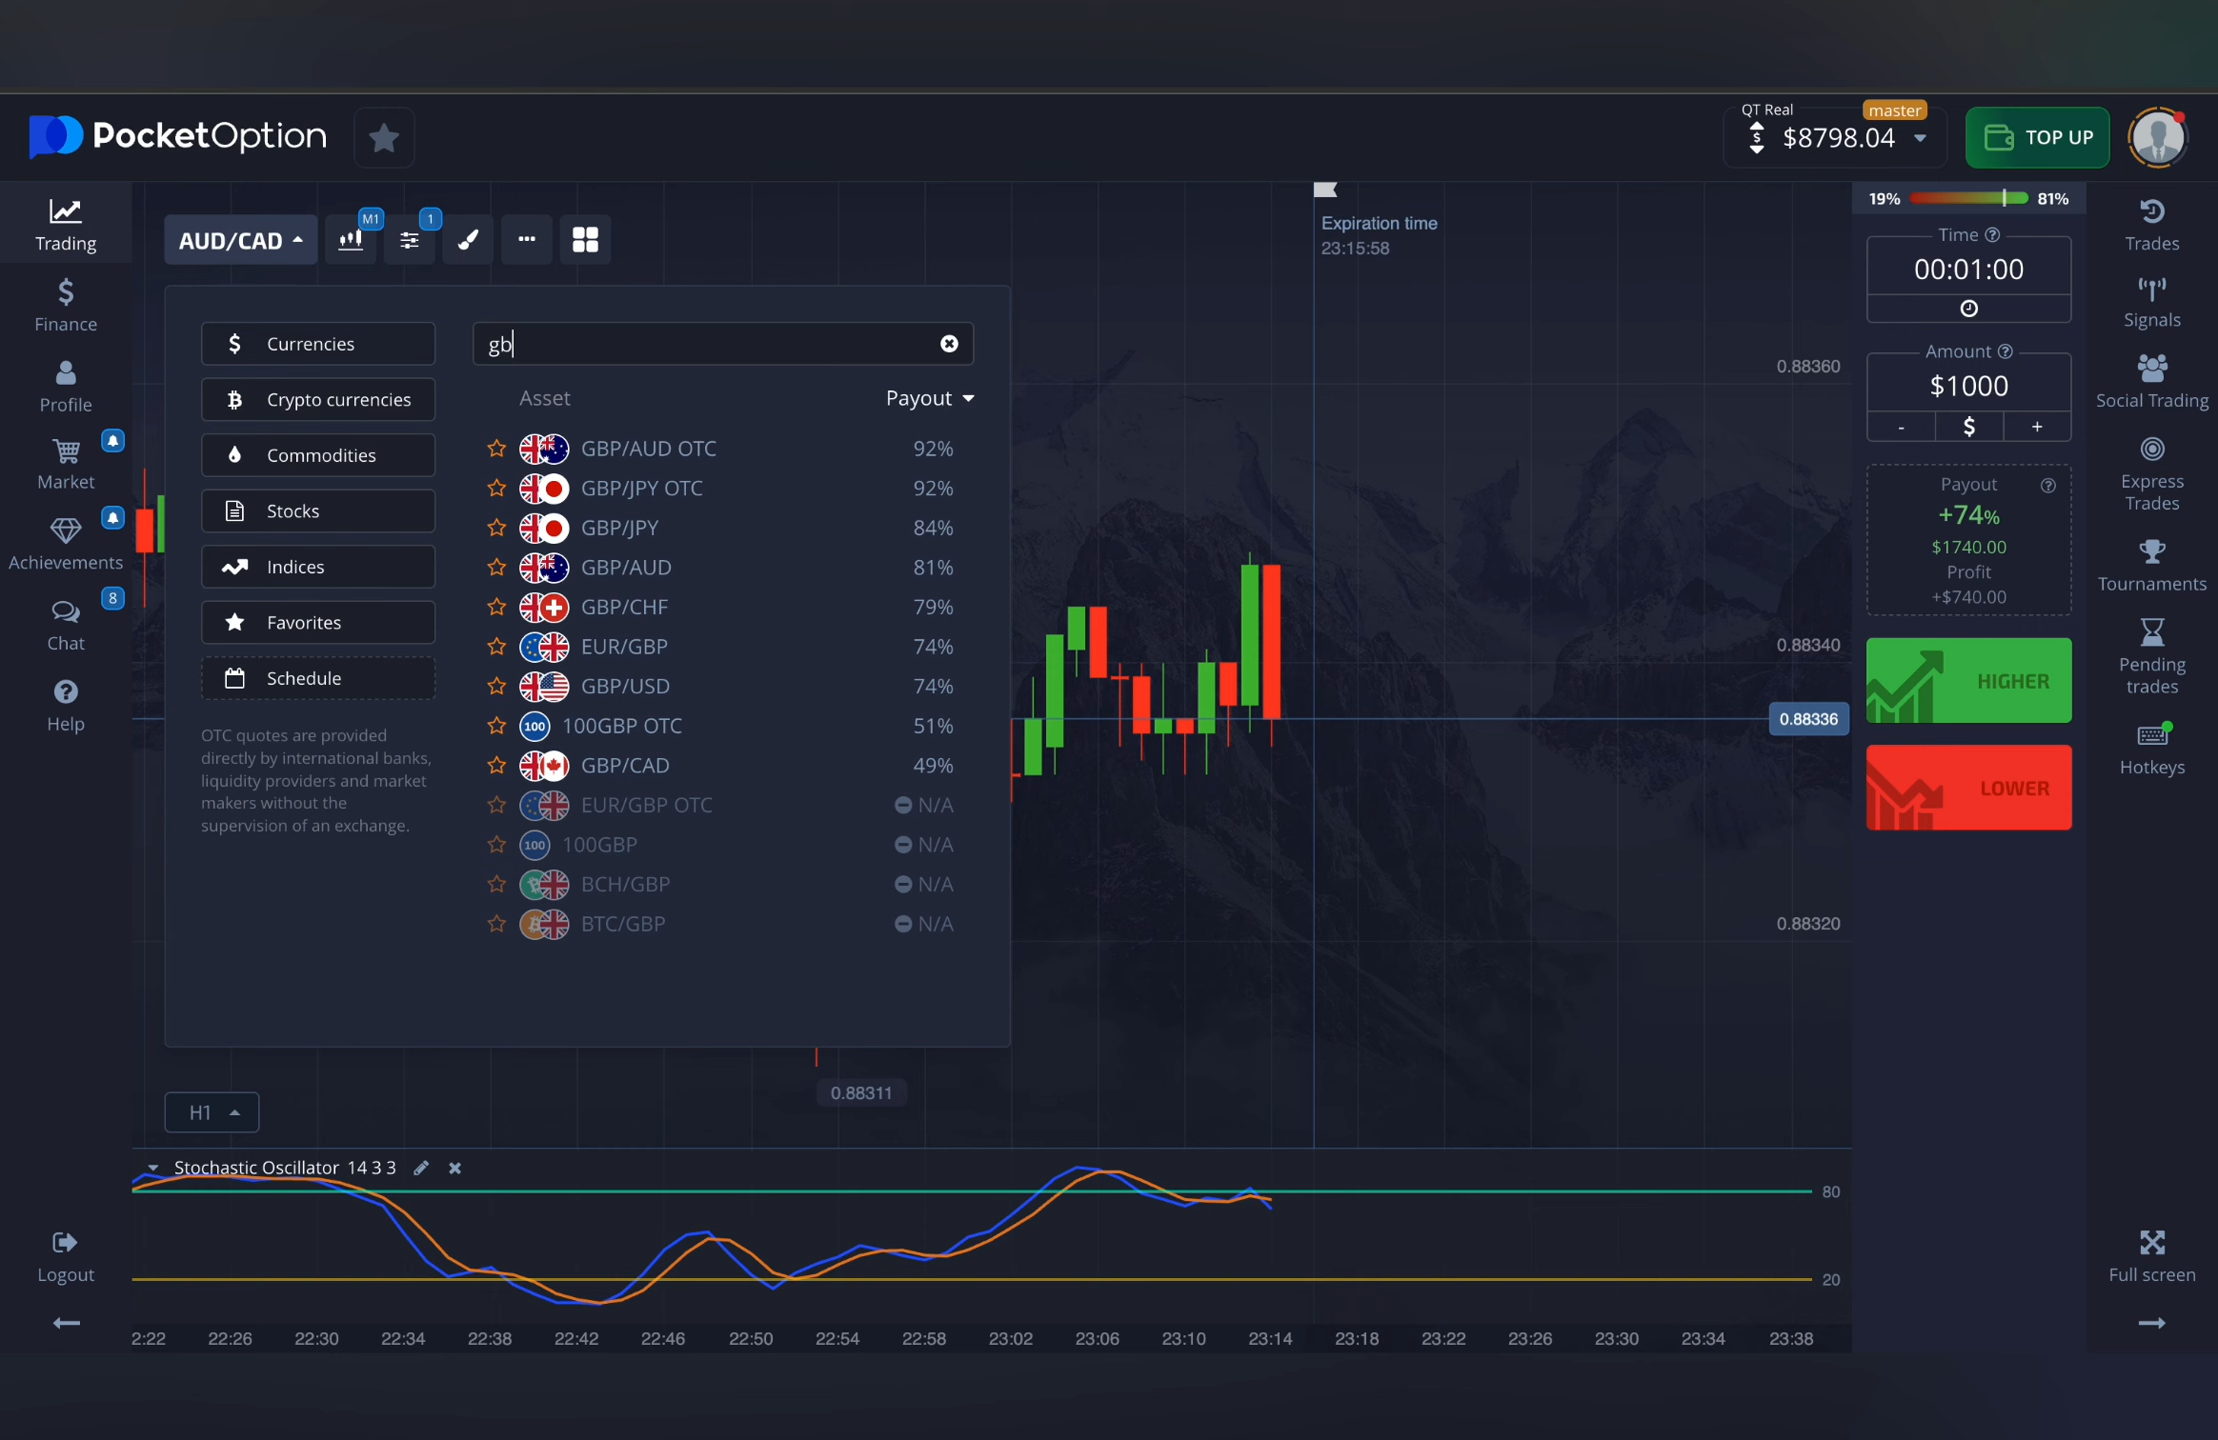 PocketOption
QT Real
master
$8798.04
TOP UP
Trading
Finance
Profile
Market
Achievements
8
Chat
Help
Logout
AUD/CAD
M1
1
Currencies
Crypto currencies
Commodities
Stocks
Indices
Favorites
Schedule
OTC quotes are provided
directly by international banks,
liquidity providers and market
makers without the
supervision of an exchange.
gb
Asset Payout
GBP/AUD OTC 92%
GBP/JPY OTC 92%
GBP/JPY 84%
GBP/AUD 81%
GBP/CHF 79%
EUR/GBP 74%
GBP/USD 74%
100 100GBP OTC 51%
GBP/CAD 49%
EUR/GBP OTC N/A
100 100GBP N/A
BCH/GBP N/A
BTC/GBP N/A
Expiration time
23:15:58
0.88360
0.88340
0.88336
0.88320
0.88311
H1
Stochastic Oscillator 14 3 3
80
20
2:22 22:26 22:30 22:34 22:38 22:42 22:46 22:50 22:54 22:58 23:02 23:06 23:10 23:14 23:18 23:22 23:26 23:30 23:34 23:38
19% 81%
Time
00:01:00
Amount
$1000
- $ +
Payout
+74%
$1740.00
Profit
+$740.00
HIGHER
LOWER
Trades
Signals
Social Trading
Express
Trades
Tournaments
Pending
trades
Hotkeys
Full screen